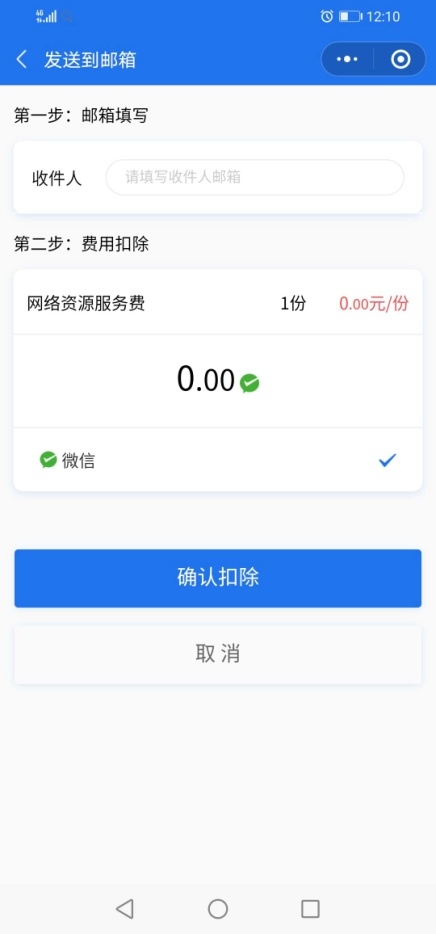 4G 12:10
发送到邮箱
第一步：邮箱填写
收件人 请填写收件人邮箱
第二步：费用扣除
网络资源服务费 1份 0.00元/份
0.00
微信
确认扣除
取 消